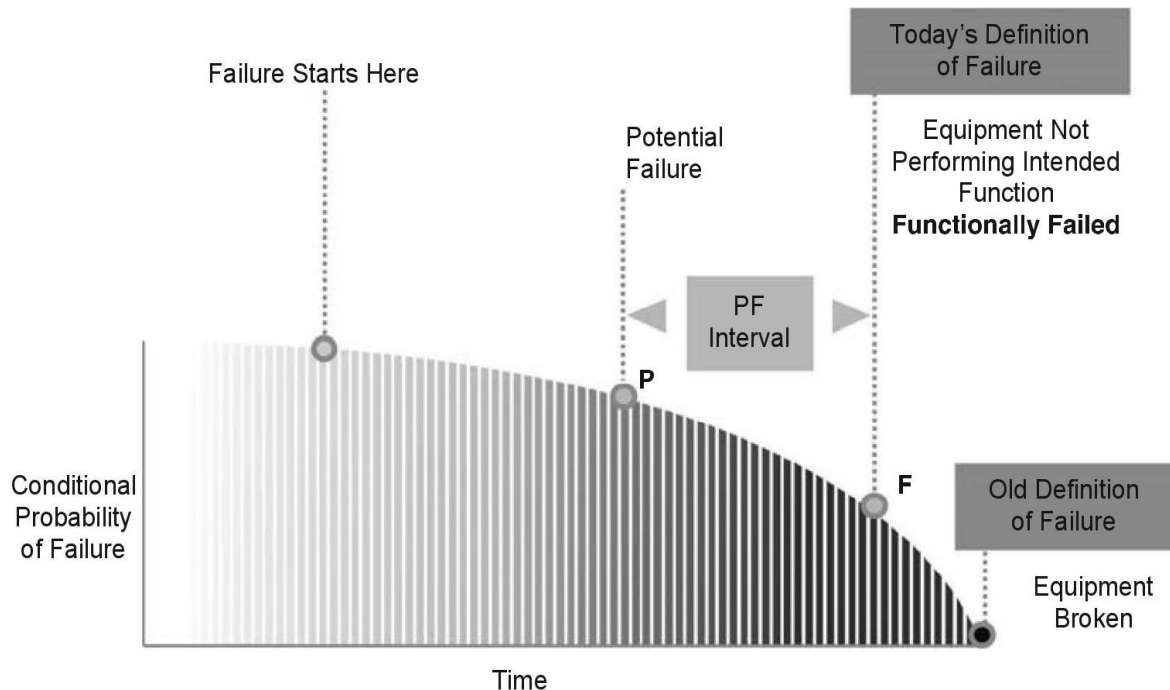 Today's Definition
of Failure
Failure Starts Here
Potential
Failure
Equipment Not
Performing Intended
Function
Functionally Failed
PF
Interval
P
F
Conditional
Probability
of Failure
Old Definition
of Failure
Equipment
Broken
Time